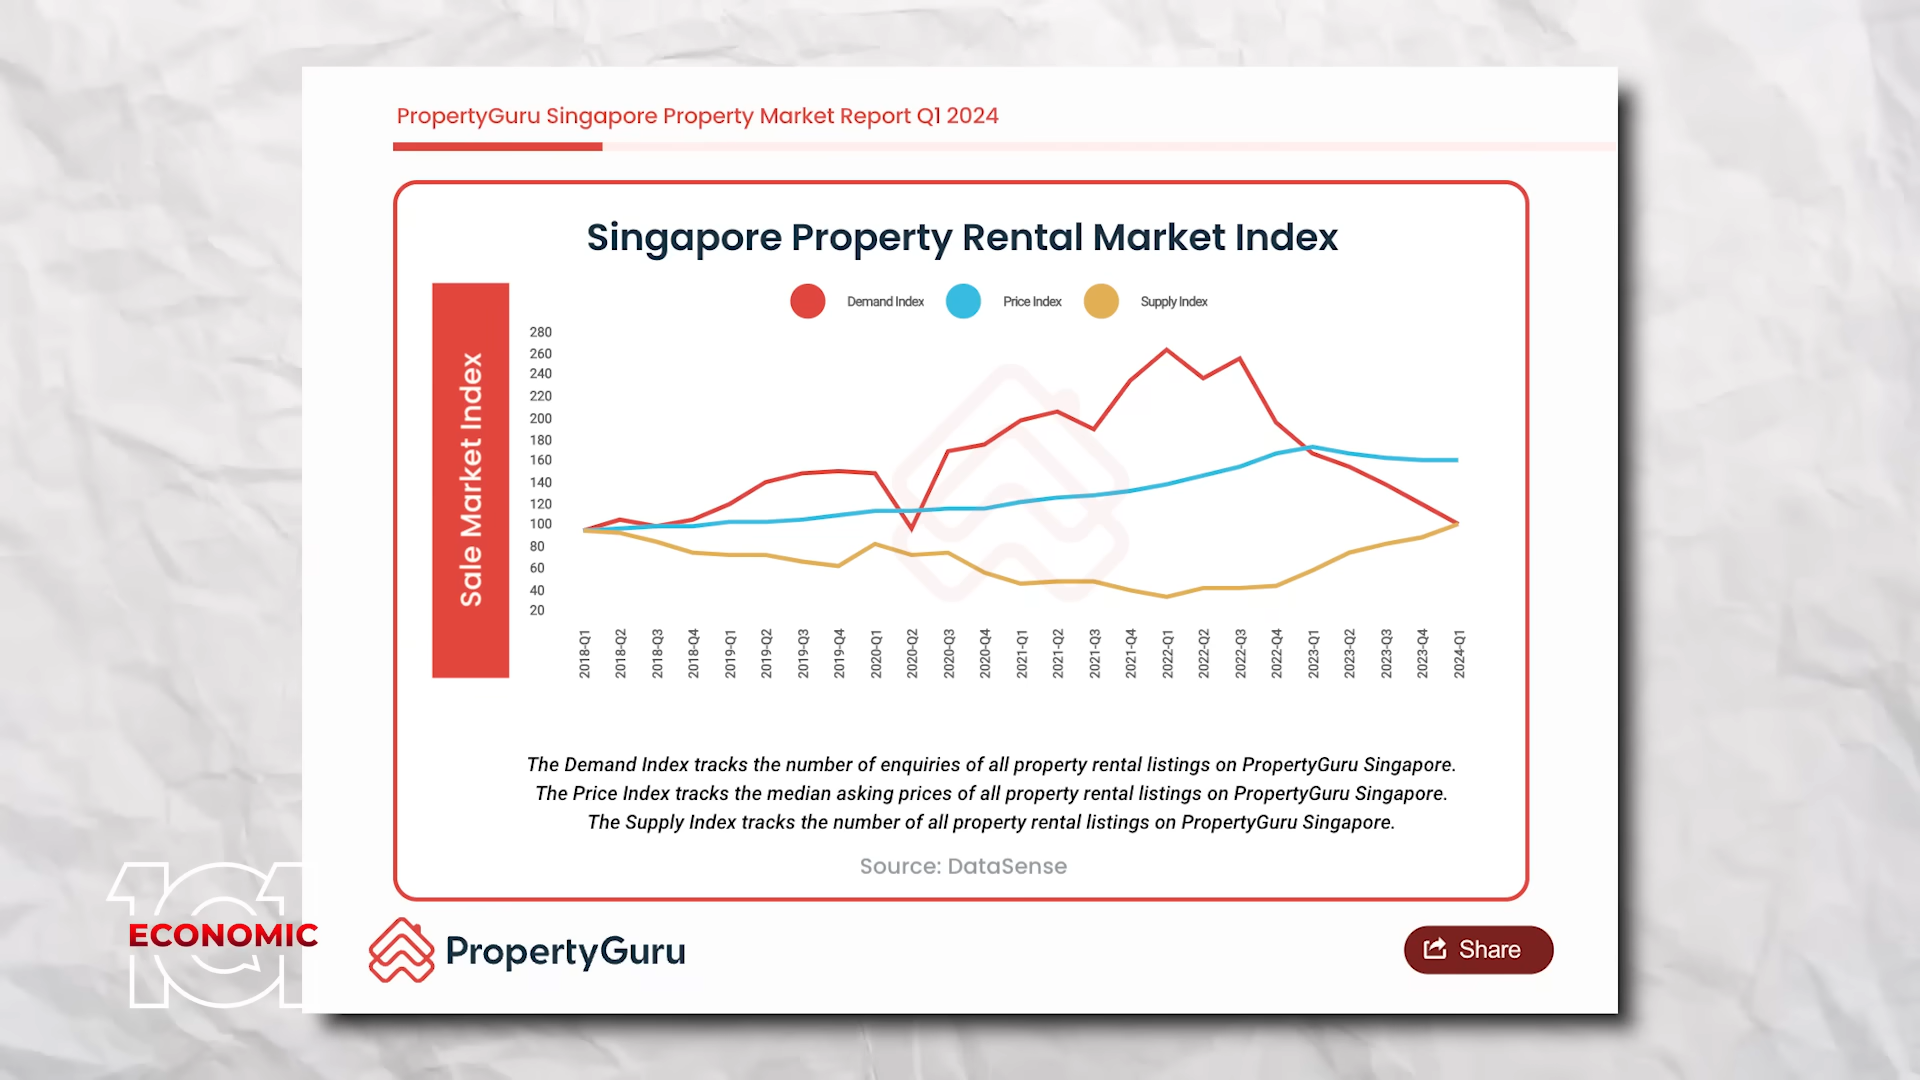 PropertyGuru Singapore Property Market Report Q1 2024
Singapore Property Rental Market Index
Demand Index
Price Index
Supply Index
Sale Market Index
280
260
240
220
200
180
160
140
120
100
80
60
40
20
2018-Q1
2018-Q2
2018-Q3
2018-Q4
2019-Q1
2019-Q2
2019-Q3
2019-Q4
2020-Q1
2020-Q2
2020-Q3
2020-Q4
2021-Q1
2021-Q2
2021-Q3
2021-Q4
2022-Q1
2022-Q2
2022-Q3
2022-Q4
2023-Q1
2023-Q2
2023-Q3
2023-Q4
2024-Q1
The Demand Index tracks the number of enquiries of all property rental listings on PropertyGuru Singapore.
The Price Index tracks the median asking prices of all property rental listings on PropertyGuru Singapore.
The Supply Index tracks the number of all property rental listings on PropertyGuru Singapore.
Source: DataSense
101
ECONOMIC
PropertyGuru
Share